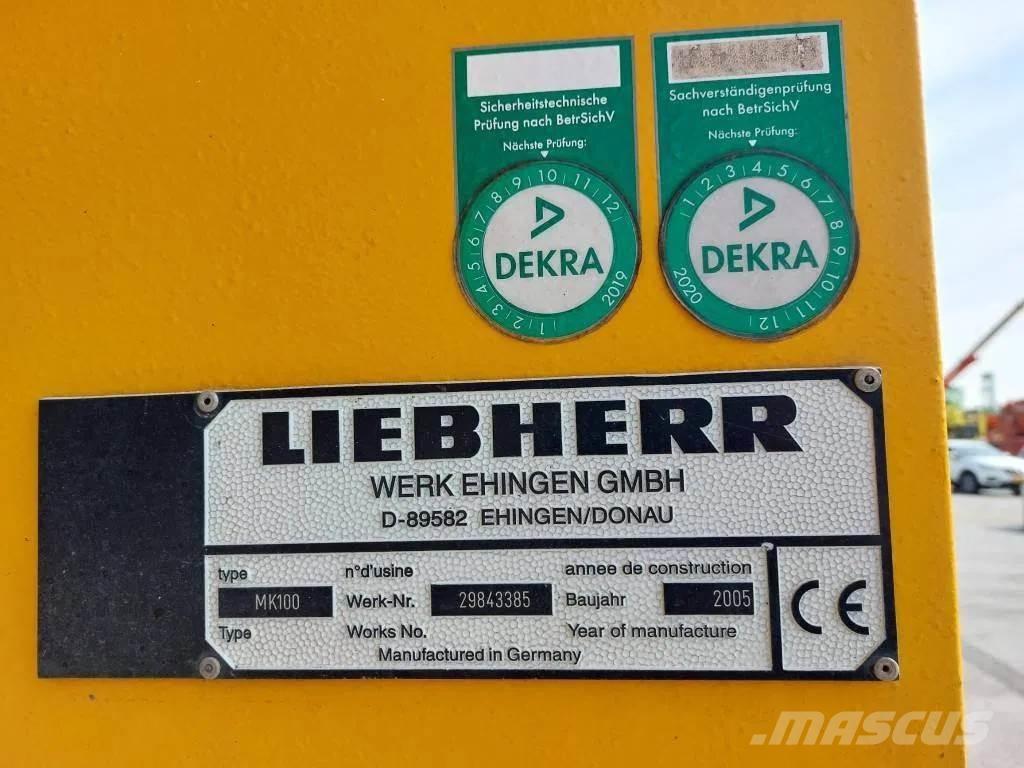 Sicherheitstechnische
Prüfung nach BetrSichV
Nächste Prüfung:
1 2 3 4 5 6 7 8 9 10 11 12 2019
DEKRA
Sachverständigenprüfung
nach BetrSichV
Nächste Prüfung:
2020 1 2 3 4 5 6 7 8 9 10 11 12
DEKRA
LIEBHERR
WERK EHINGEN GMBH
D-89582 EHINGEN/DONAU
type n°d'usine annee de construction
MK100 Werk-Nr. 29843385 Baujahr 2005
Type Works No. Year of manufacture
Manufactured in Germany
CE
MASCUS